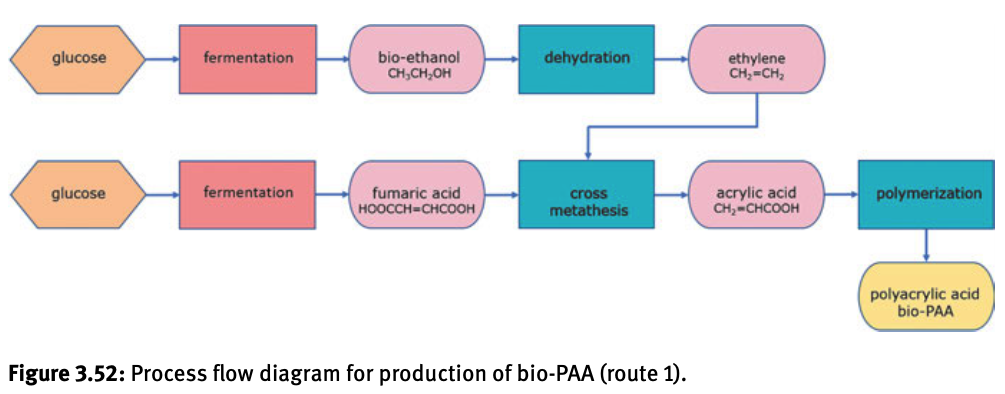 glucose
fermentation
bio-ethanol
CH₃CH₂OH
dehydration
ethylene
CH₂=CH₂
glucose
fermentation
fumaric acid
HOOCCH=CHCOOH
cross
metathesis
acrylic acid
CH₂=CHCOOH
polymerization
polyacrylic acid
bio-PAA
Figure 3.52: Process flow diagram for production of bio-PAA (route 1).